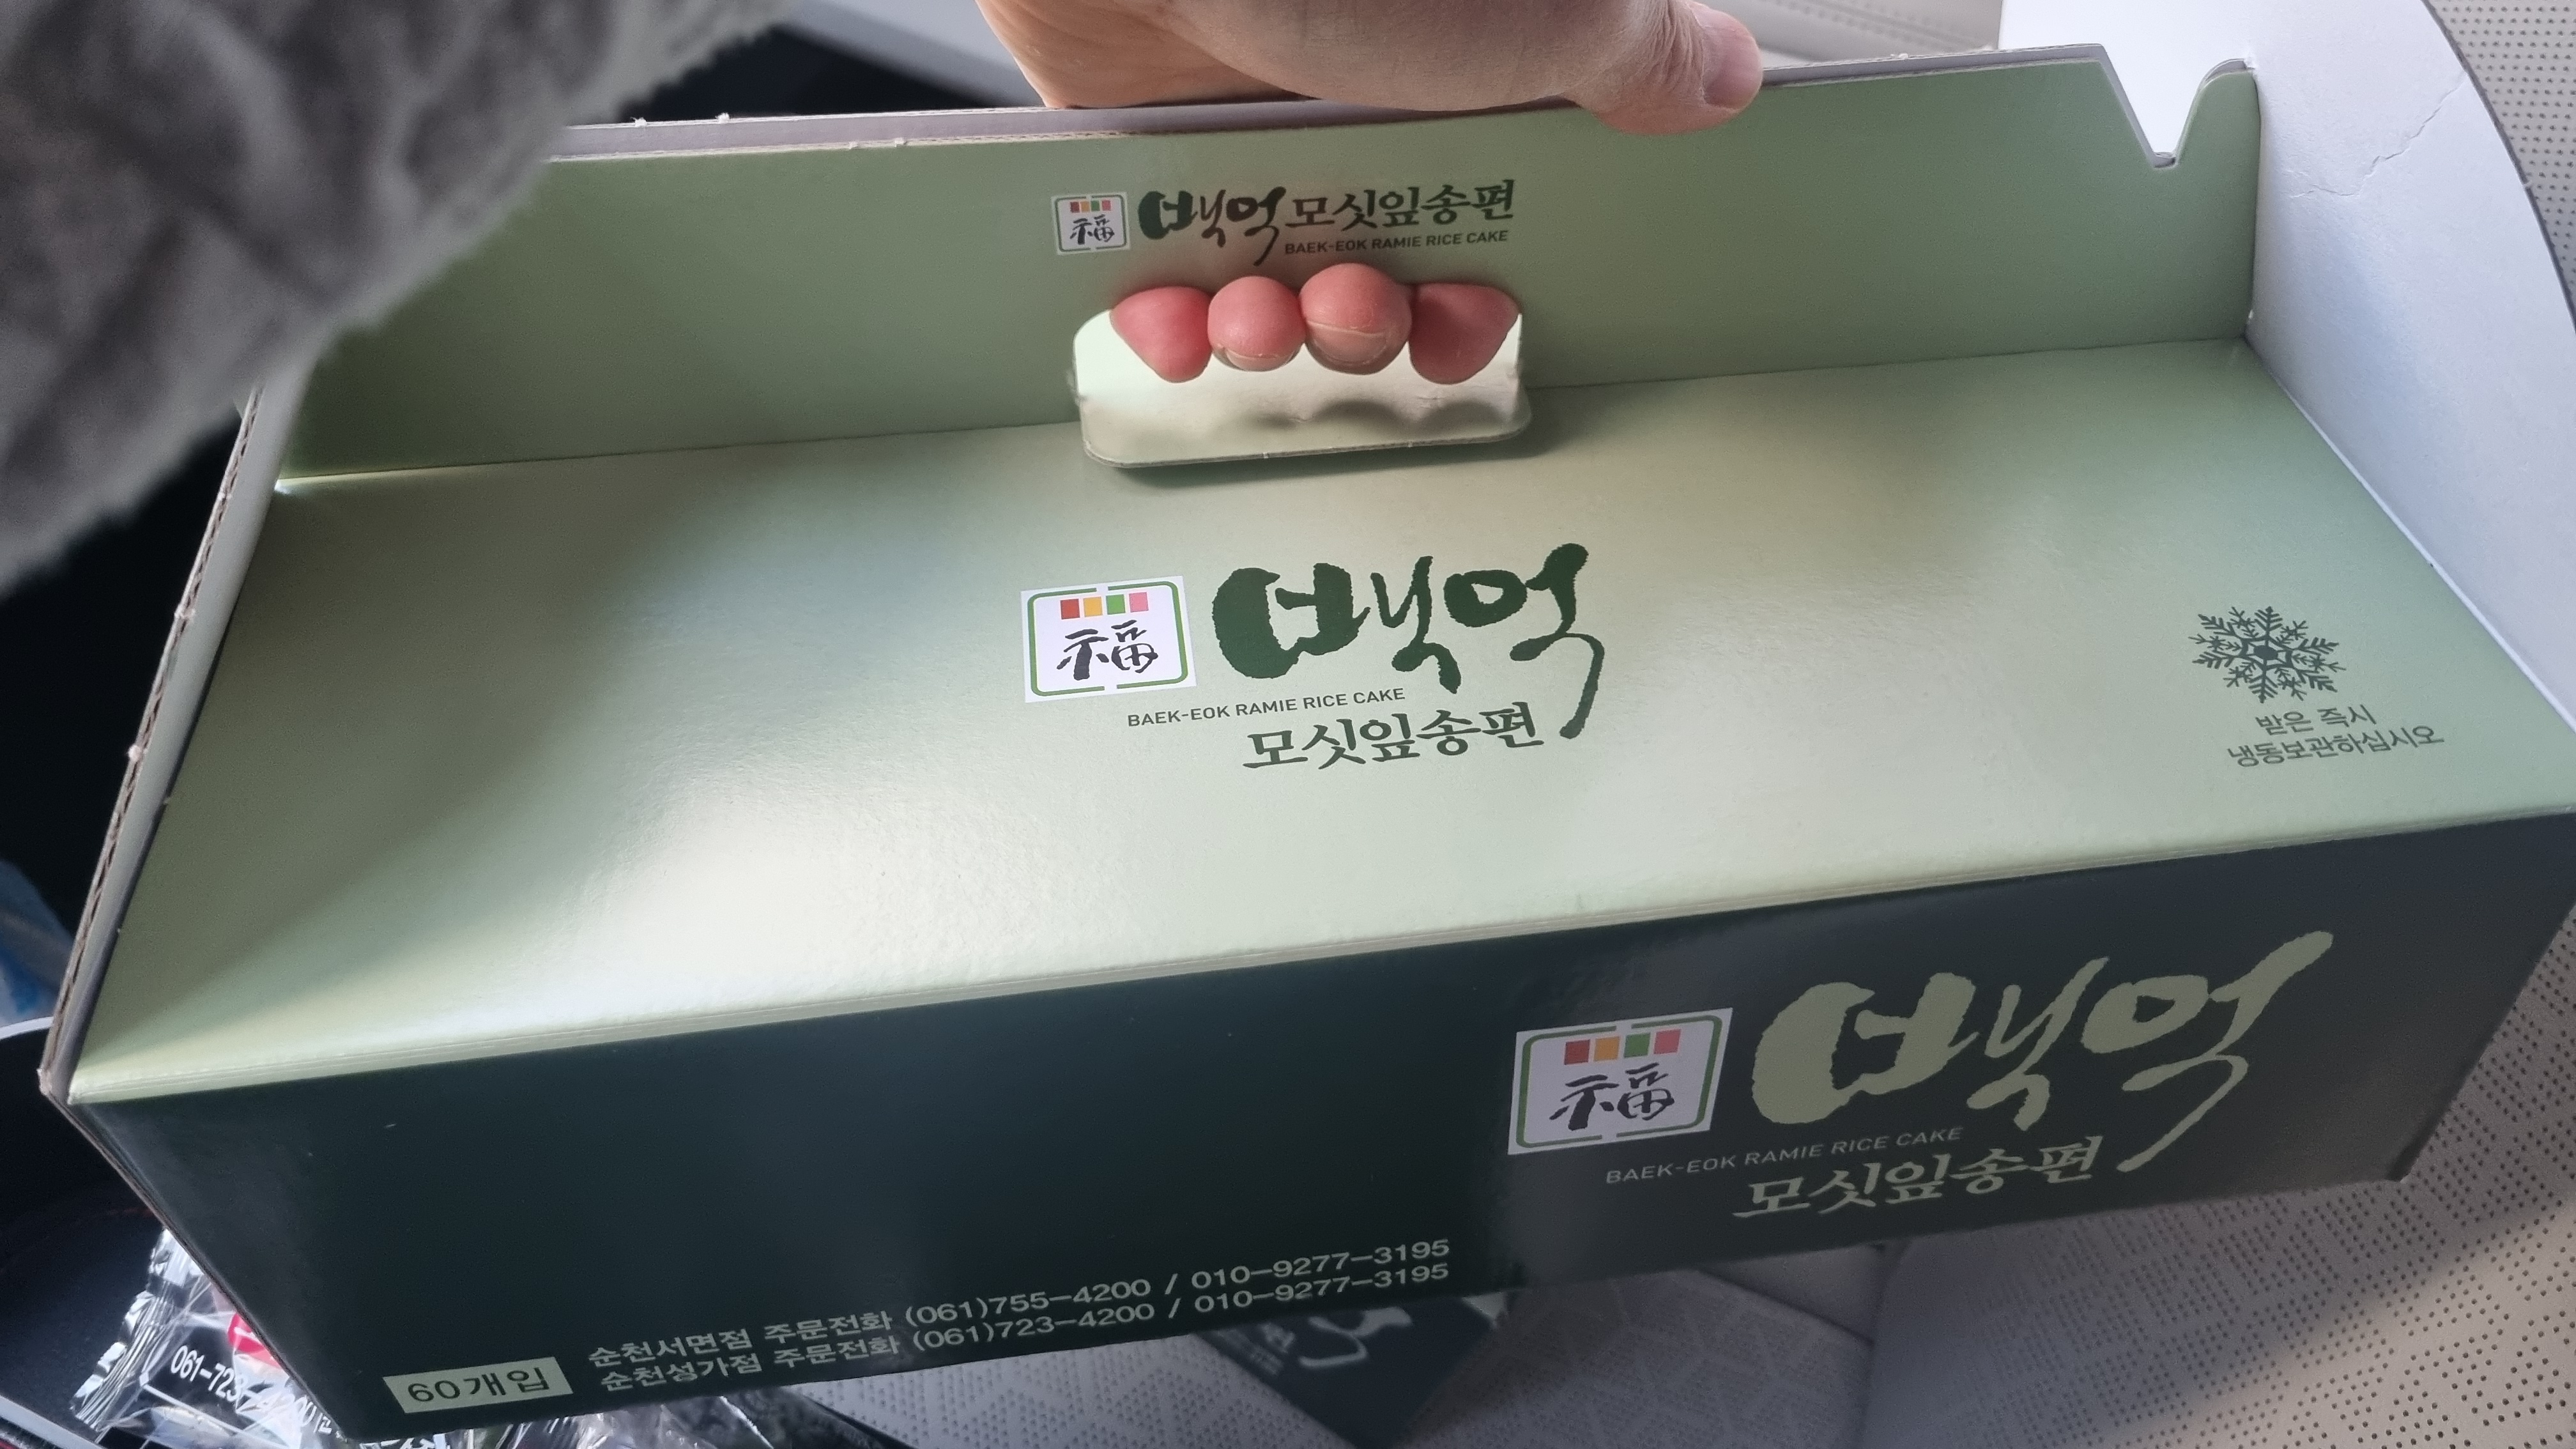 福 백억모싯잎송편
BAEK-EOK RAMIE RICE CAKE
福 백억
BAEK-EOK RAMIE RICE CAKE
모싯잎송편
받은 즉시
냉동보관하십시오
福 백억
BAEK-EOK RAMIE RICE CAKE
모싯잎송편
순천서면점 주문전화 (061)755-4200 / 010-9277-3195
순천성가점 주문전화 (061)723-4200 / 010-9277-3195
60개입